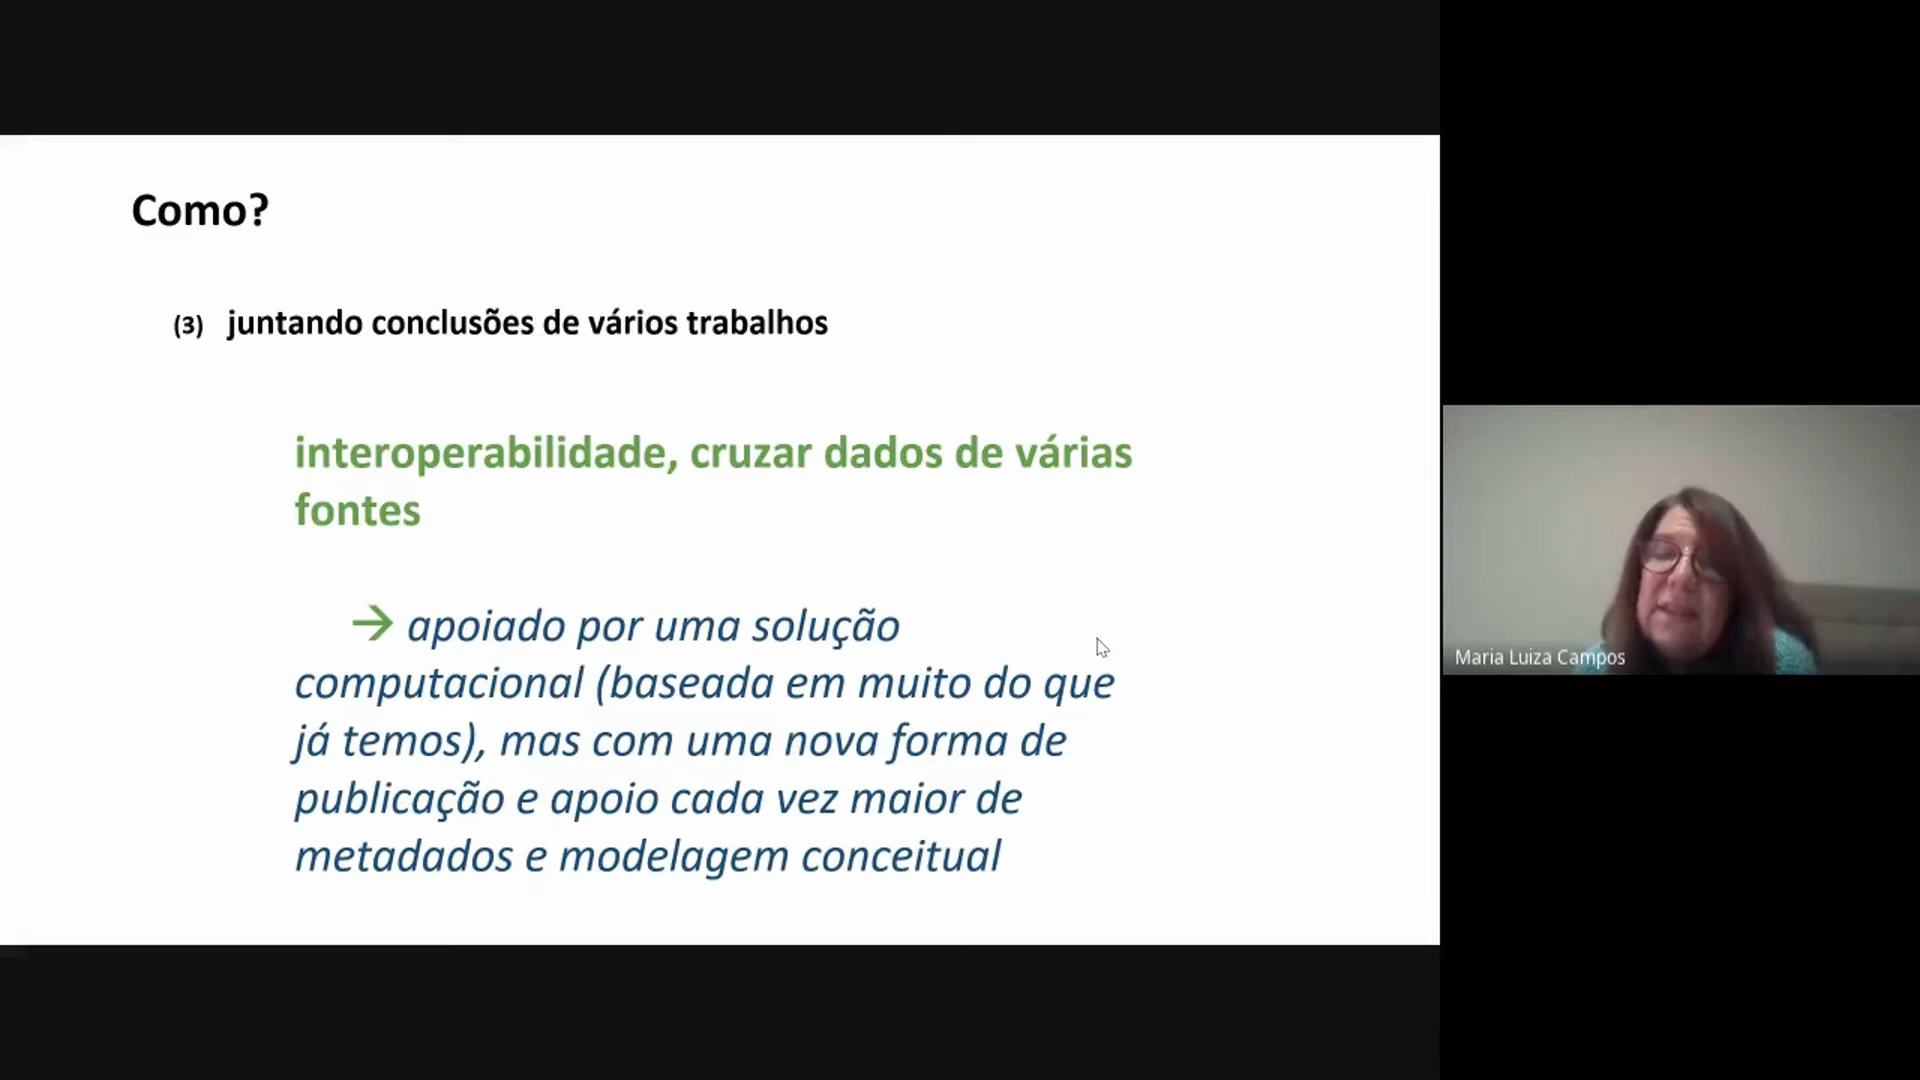 Como?
(3) juntando conclusões de vários trabalhos
interoperabilidade, cruzar dados de várias
fontes
→ apoiado por uma solução
computacional (baseada em muito do que
já temos), mas com uma nova forma de
publicação e apoio cada vez maior de
metadados e modelagem conceitual
Maria Luiza Campos